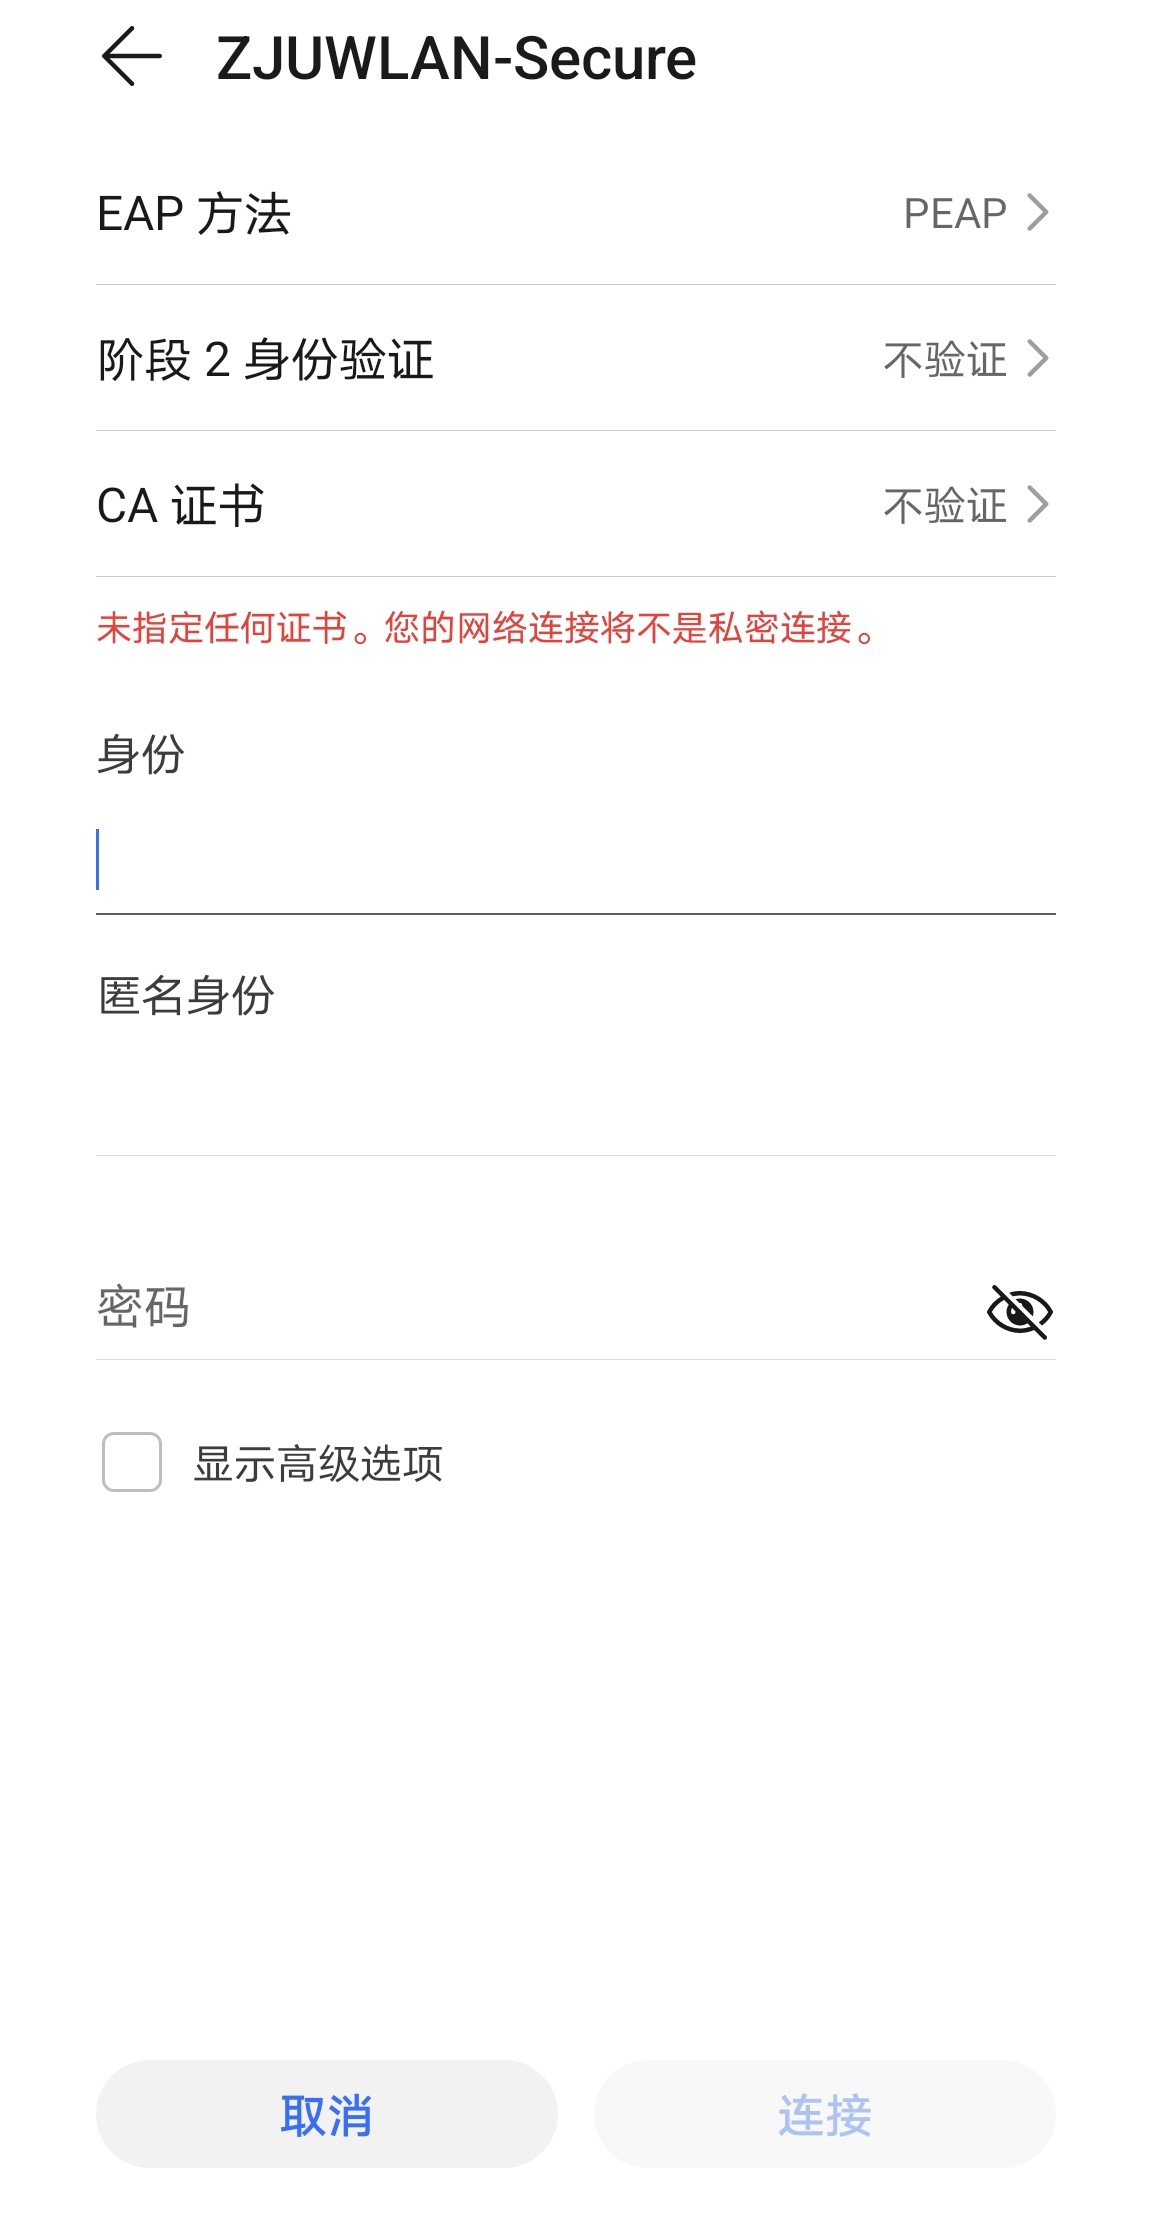 ZJUWLAN-Secure
EAP 方法 PEAP
阶段 2 身份验证 不验证
CA 证书 不验证
未指定任何证书。您的网络连接将不是私密连接。
身份
匿名身份
密码
显示高级选项
取消 连接